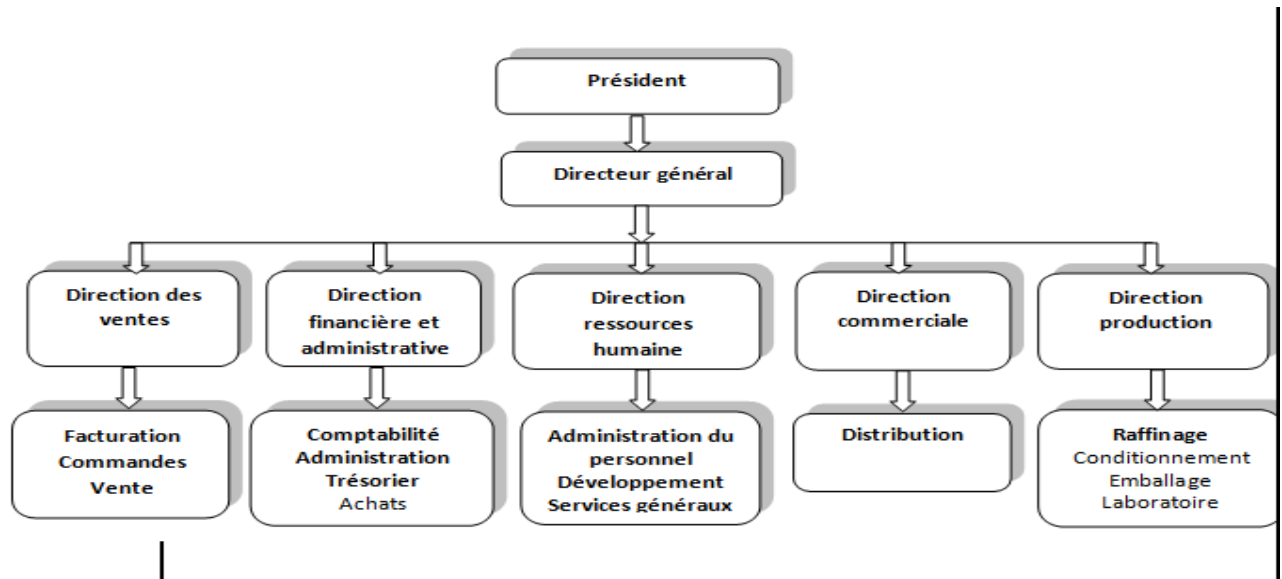 Président
Directeur général
Direction des
ventes
Direction
financière et
administrative
Direction
ressources
humaine
Direction
commerciale
Direction
production
Facturation
Commandes
Vente
Comptabilité
Administration
Trésorier
Achats
Administration du
personnel
Développement
Services généraux
Distribution
Raffinage
Conditionnement
Emballage
Laboratoire